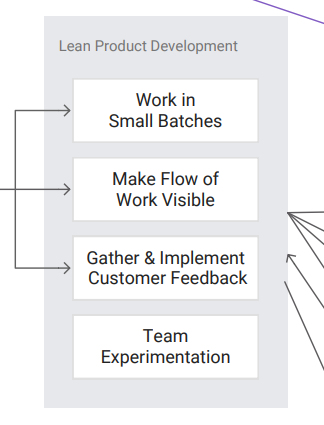 Lean Product Development
Work in
Small Batches
Make Flow of
Work Visible
Gather & Implement
Customer Feedback
Team
Experimentation